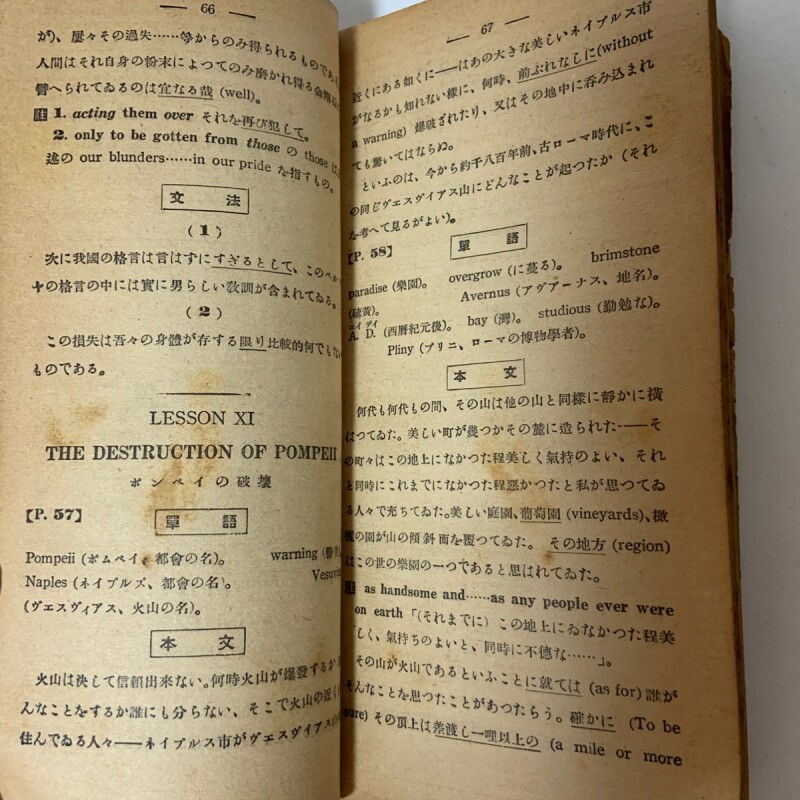 — 66 —
が)、屢々その過失……等からのみ得られるものであ
人間はそれ自身の粉末によつてのみ磨かれ得る金剛
譬へられてゐるのは宜なる哉 (well)。
註 1. acting them over それを再び犯して。
2. only to be gotten from those の those は
述の our blunders……in our pride を指すもの。
文 法
(1)
次に我國の格言は言はずにすぎるとして、このペル
ヤの格言の中には實に男らしい敎訓が含まれてゐる。
(2)
この損失は吾々の身體が存する限り比較的何でもな
ものである。
LESSON XI
THE DESTRUCTION OF POMPEII
ポンペイの破壞
【P. 57】 單 語
Pompeii (ポムペイ、都會の名)。 warning (警
Naples (ネイプルズ、都會の名)。 Vesuv
(ヴェスヴィアス、火山の名)。
本 文
火山は決して信頼出來ない。何時火山が爆發するか
んなことをするか誰にも分らない、そこで火山の近く
住んでゐる人々——ネイプルス市がヴェスヴィアス
— 67 —
近くにある如くに——はあの大きな美しいネイプルス市
がなるかも知れない樣に、何時、前ぶれなしに(without
a warning) 爆破されたり、又はその地中に呑み込まれ
ても驚いてはならぬ。
といふのは、今から約千八百年前、古ローマ時代に、こ
の同じヴェスヴィアス山にどんなことが起つたか (それ
を考へて見るがよい)。
【P. 58】 單 語
paradise (樂園)。 overgrow (に蔓る)。 brimstone
(硫黃)。 Avernus (アヴアーナス、地名)。
A. D. (西曆紀元後)。 bay (灣)。 studious (勤勉な)。
エイ デイ
Pliny (プリニ、ローマの博物學者)。
本 文
何代も何代もの間、その山は他の山と同樣に靜かに橫
はつてゐた。美しい町が幾つかその麓に造られた——そ
の町々はこの地上になかつた程美しく氣持のよい、それ
と同時にこれまでになかつた程惡かつたと私が思つてゐ
る人々で充ちてゐた。美しい庭園、葡萄園 (vineyards)、橄
欖の園が山の傾斜面を覆つてゐた。 その地方 (region)
はこの世の樂園の一つであると思はれてゐた。
註 as handsome and……as any people ever were
on earth「(それまでに) この地上にゐなかつた程美
しく、氣持ちのよいと、同時に不德な……」。
その山が火山であるといふことに就ては (as for) 誰が
そんなことを思つたことがあつたらう。確かに (To be
sure) その頂上は差渡し一哩以上の (a mile or more